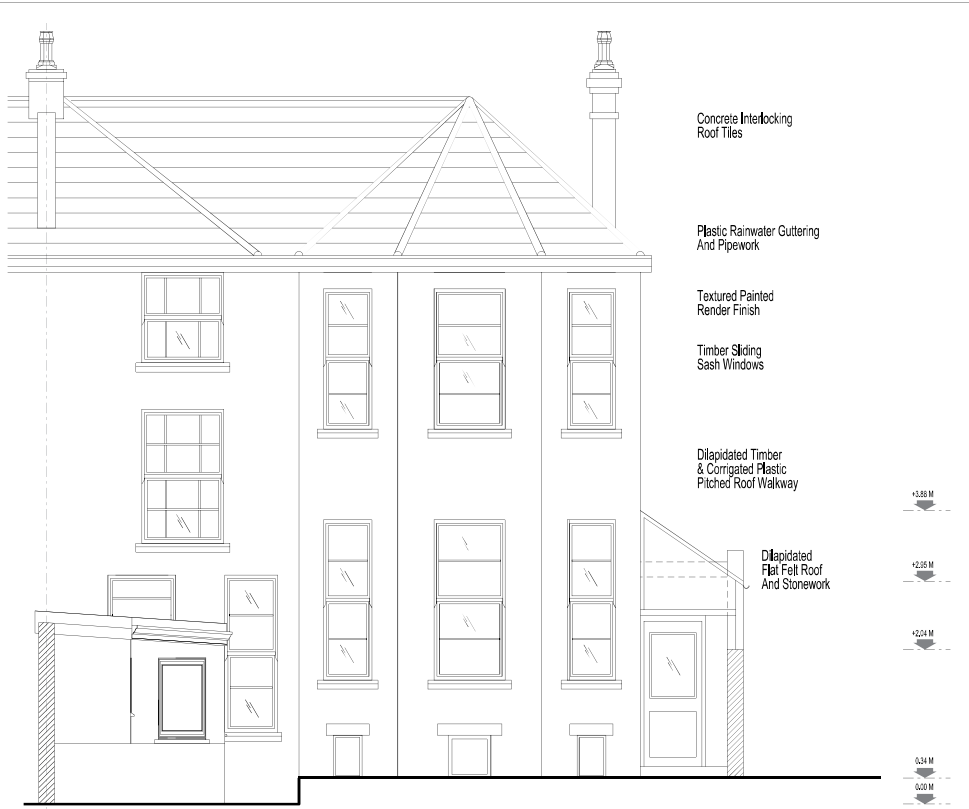 Concrete Interlocking
Roof Tiles
Plastic Rainwater Guttering
And Pipework
Textured Painted
Render Finish
Timber Sliding
Sash Windows
Dilapidated Timber
& Corrigated Plastic
Pitched Roof Walkway
+3.88 M
Dilapidated
Flat Felt Roof
And Stonework
+2.95 M
+2.04 M
0.34 M
0.00 M